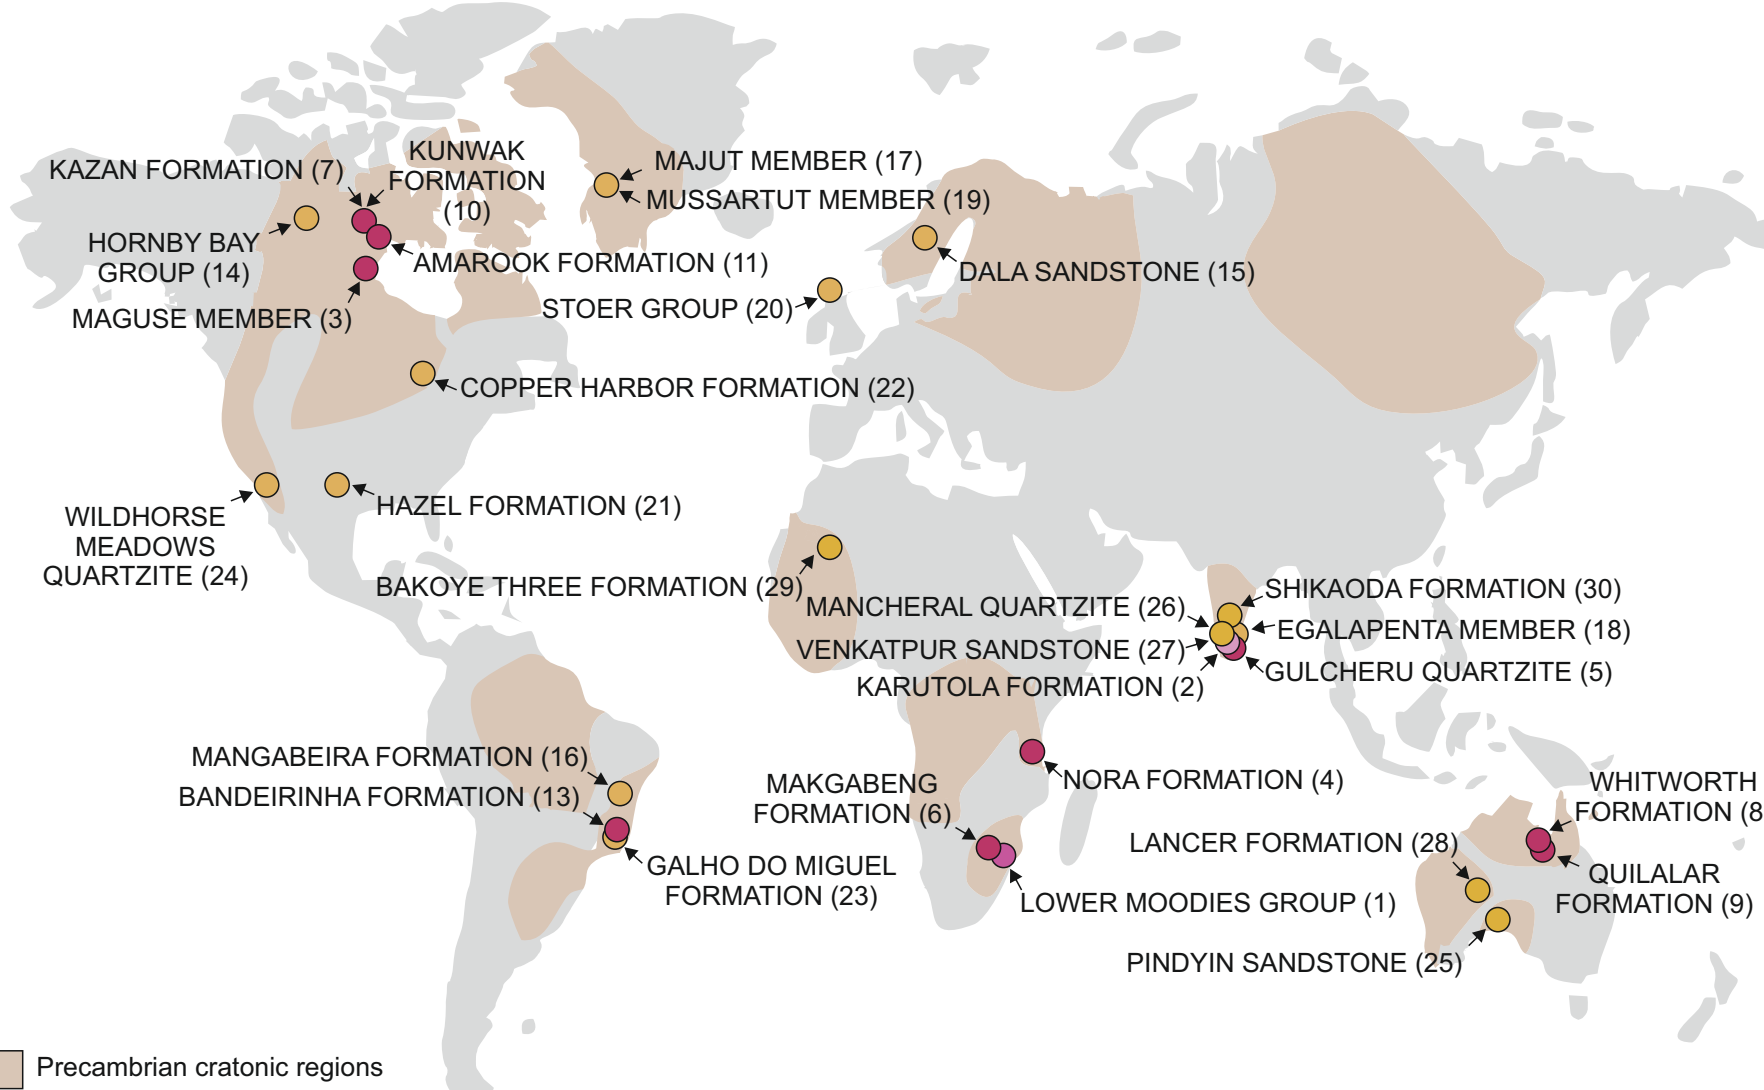 KAZAN FORMATION (7)
KUNWAK
FORMATION
(10)
MAJUT MEMBER (17)
MUSSARTUT MEMBER (19)
HORNBY BAY
GROUP (14)
AMAROOK FORMATION (11)
DALA SANDSTONE (15)
MAGUSE MEMBER (3)
STOER GROUP (20)
COPPER HARBOR FORMATION (22)
WILDHORSE
MEADOWS
QUARTZITE (24)
HAZEL FORMATION (21)
BAKOYE THREE FORMATION (29)
MANCHERAL QUARTZITE (26)
SHIKAODA FORMATION (30)
EGALAPENTA MEMBER (18)
VENKATPUR SANDSTONE (27)
GULCHERU QUARTZITE (5)
KARUTOLA FORMATION (2)
MANGABEIRA FORMATION (16)
BANDEIRINHA FORMATION (13)
GALHO DO MIGUEL
FORMATION (23)
MAKGABENG
FORMATION (6)
NORA FORMATION (4)
LOWER MOODIES GROUP (1)
WHITWORTH
FORMATION (8
LANCER FORMATION (28)
QUILALAR
FORMATION (9)
PINDYIN SANDSTONE (25)
Precambrian cratonic regions